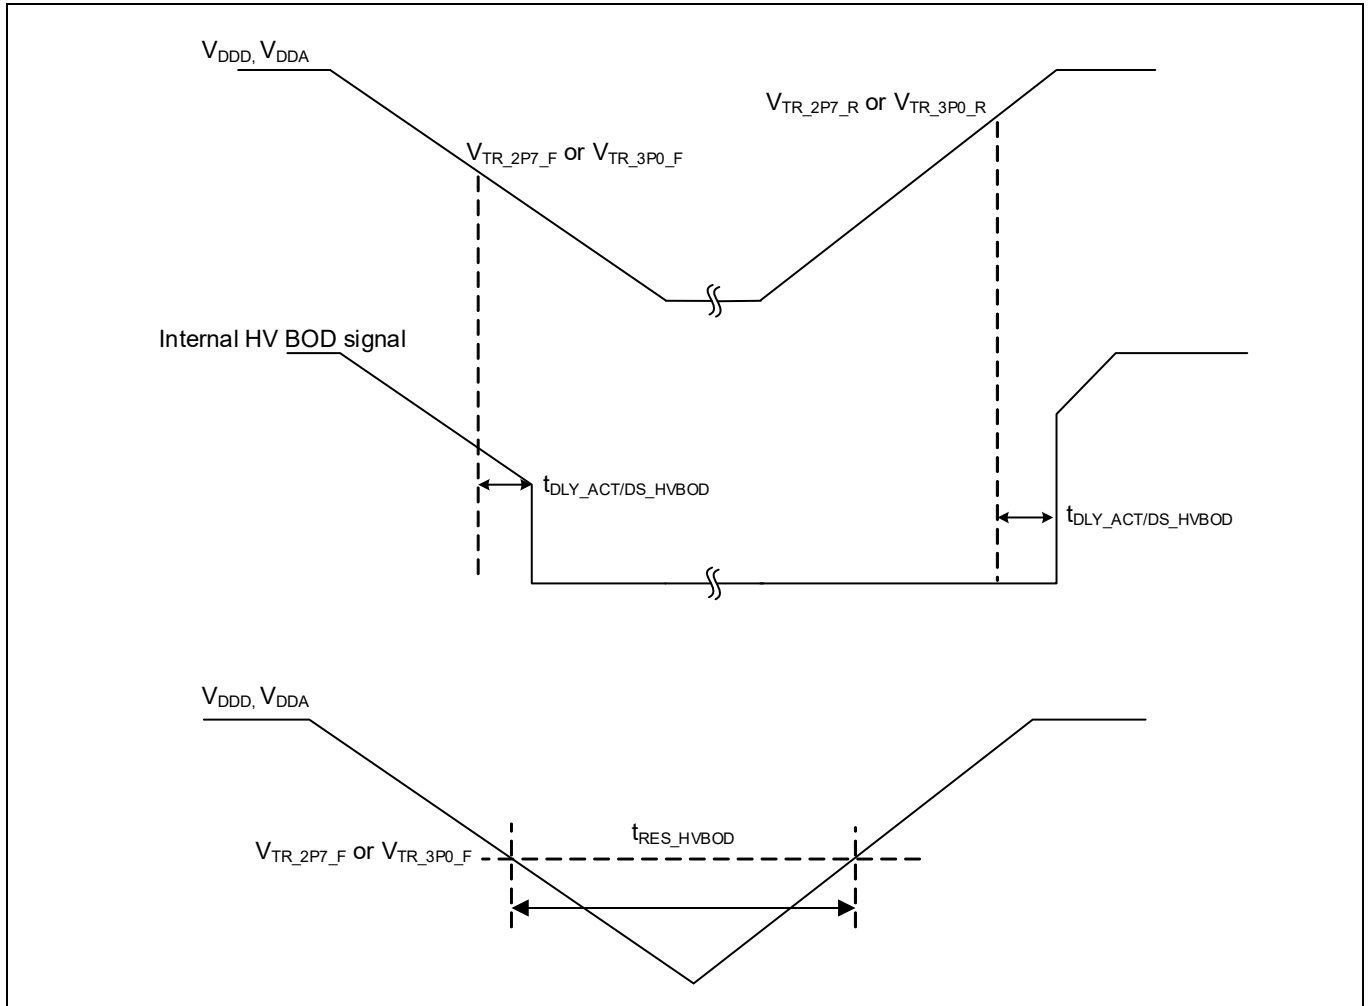 VDDD, VDDA
VTR_2P7_R or VTR_3P0_R
VTR_2P7_F or VTR_3P0_F
Internal HV BOD signal
tDLY_ACT/DS_HVBOD
tDLY_ACT/DS_HVBOD
VDDD, VDDA
tRES_HVBOD
VTR_2P7_F or VTR_3P0_F